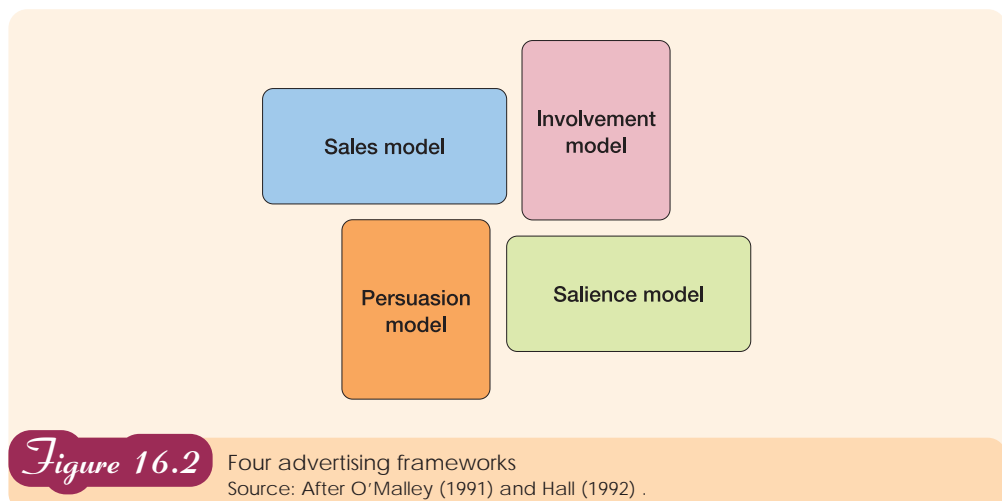 Sales model
Involvement
model
Persuasion
model
Salience model
Figure 16.2
Four advertising frameworks
Source: After O'Malley (1991) and Hall (1992) .